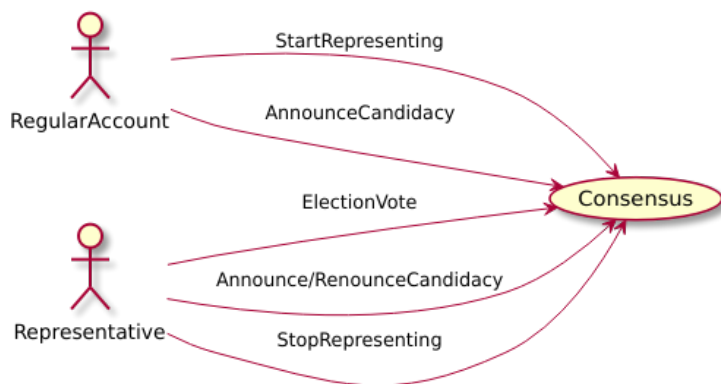 StartRepresenting
RegularAccount
AnnounceCandidacy
Consensus
ElectionVote
Announce/RenounceCandidacy
Representative
StopRepresenting